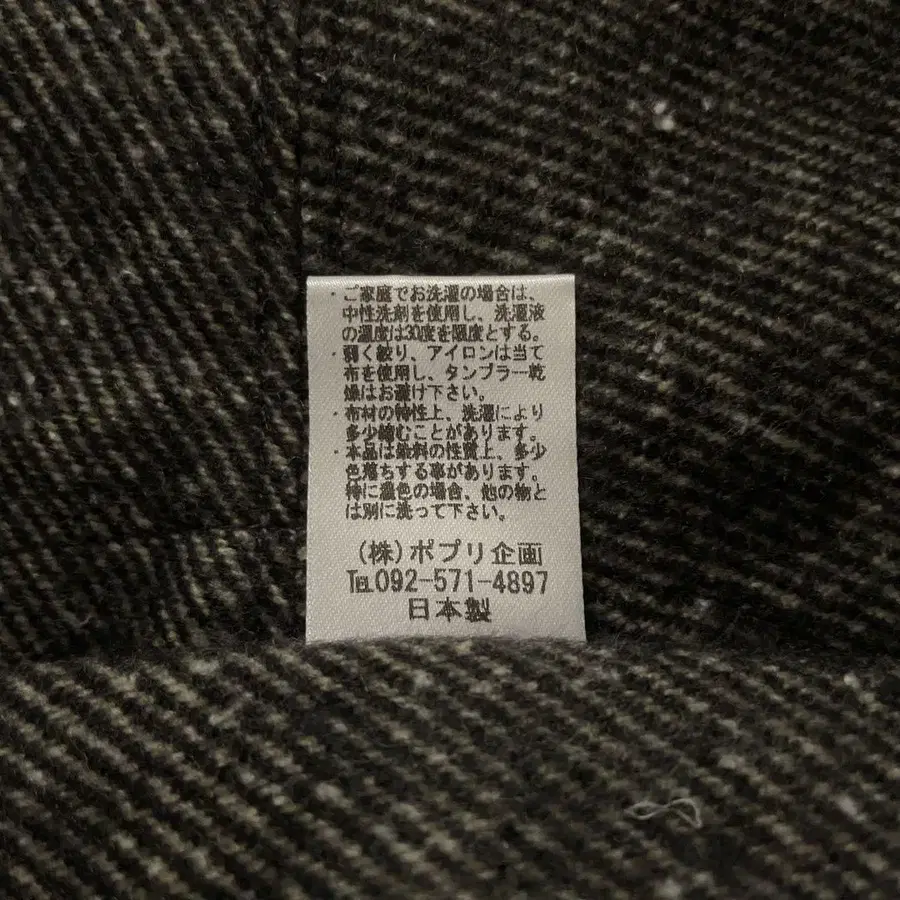 ・ご家庭でお洗濯の場合は、
中性洗剤を使用し、洗濯液
の温度は30度を限度とする。
・弱く絞り、アイロンは当て
布を使用し、タンブラー乾
燥はお避け下さい。
・布材の特性上、洗濯により
多少縮むことがあります。
・本品は染料の性質上、多少
色落ちする事があります。
特に濃色の場合、他の物と
は別に洗って下さい。
(株)ポプリ企画
℡092-571-4897
日本製